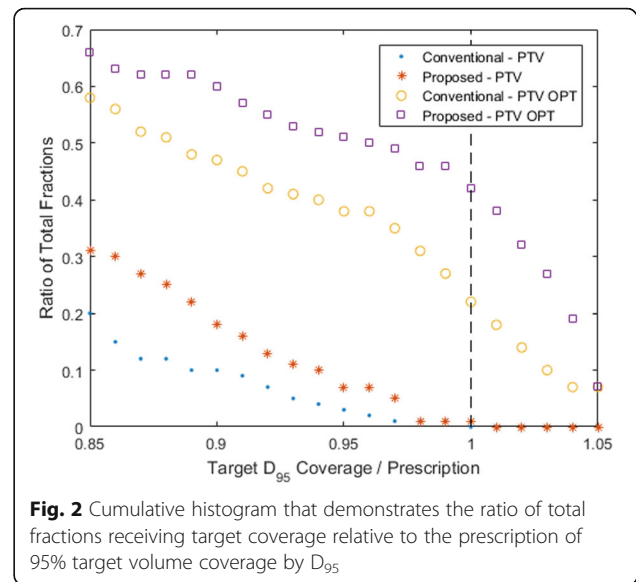 0.7
0.6
0.5
0.4
0.3
0.2
0.1
0
Ratio of Total Fractions
Conventional - PTV
Proposed - PTV
Conventional - PTV OPT
Proposed - PTV OPT
0.85
0.9
0.95
1
1.05
Target D95 Coverage / Prescription
Fig. 2 Cumulative histogram that demonstrates the ratio of total
fractions receiving target coverage relative to the prescription of
95% target volume coverage by D95